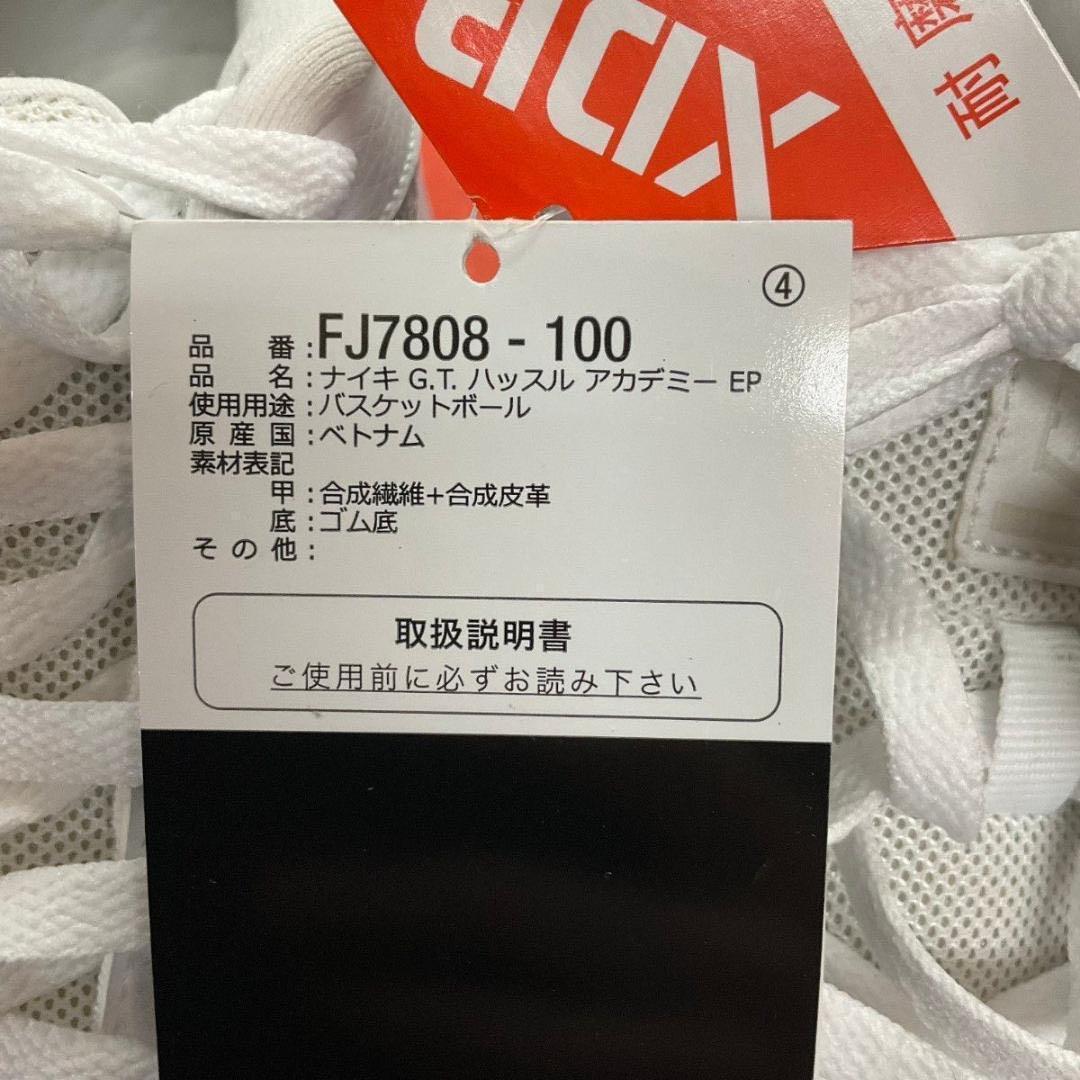 耐
④
品 番 : FJ7808 - 100
品 名 : ナイキ G.T. ハッスル アカデミー EP
使用用途 : バスケットボール
原 産 国 : ベトナム
素材表記
甲 : 合成繊維+合成皮革
底 : ゴム底
そ の 他 :
取扱説明書
ご使用前に必ずお読み下さい